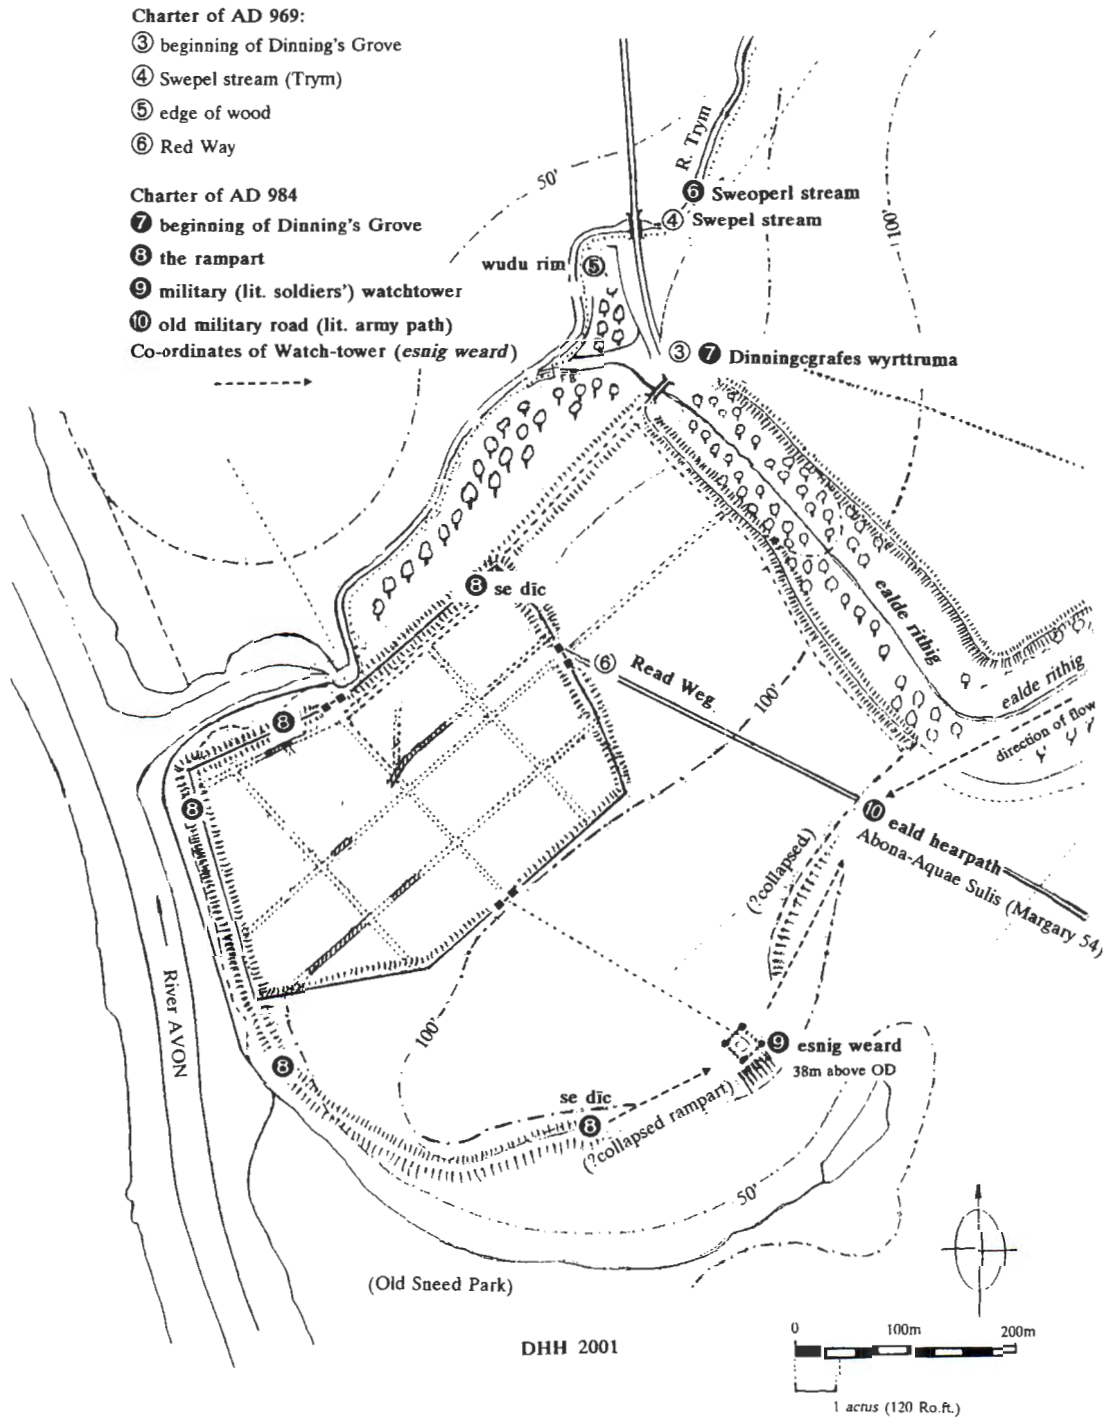 Charter of AD 969:
③ beginning of Dinning's Grove
④ Swepel stream (Trym)
⑤ edge of wood
⑥ Red Way
Charter of AD 984
❼ beginning of Dinning's Grove
❽ the rampart
❾ military (lit. soldiers') watchtower
❿ old military road (lit. army path)
Co-ordinates of Watch-tower (esnig weard)
R. Trym
50'
100'
❻ Sweoperl stream
④ Swepel stream
wudu rim ⑤
③ ❼ Dinningcgrafes wyrttruma
❽ se dīc
ealde rithig
⑥ Read Weg
ealde rithig
100'
direction of flow
❽
❽
❿ eald hearpath
Abona-Aquae Sulis (Margary 54)
(?collapsed)
River AVON
100'
❾ esnig weard
38m above OD
❽
se dīc
❽
(?collapsed rampart)
50'
(Old Sneed Park)
DHH 2001
0 100m 200m
1 actus (120 Ro.ft.)